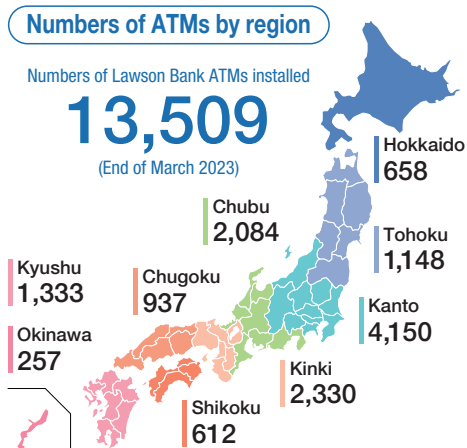 Numbers of ATMs by region
Numbers of Lawson Bank ATMs installed
13,509
(End of March 2023)
Hokkaido
658
Chubu
2,084
Tohoku
1,148
Kyushu
1,333
Chugoku
937
Kanto
4,150
Okinawa
257
Kinki
2,330
Shikoku
612